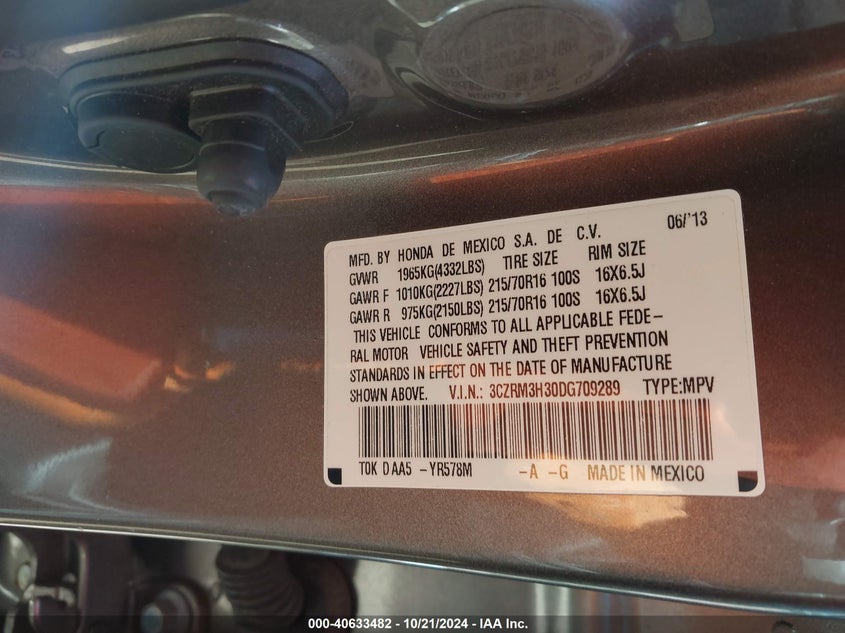 06/'13
MFD. BY HONDA DE MEXICO S.A. DE C.V.
GVWR 1965KG(4332LBS) TIRE SIZE RIM SIZE
GAWR F 1010KG(2227LBS) 215/70R16 100S 16X6.5J
GAWR R 975KG(2150LBS) 215/70R16 100S 16X6.5J
THIS VEHICLE CONFORMS TO ALL APPLICABLE FEDE-
RAL MOTOR VEHICLE SAFETY AND THEFT PREVENTION
STANDARDS IN EFFECT ON THE DATE OF MANUFACTURE
SHOWN ABOVE. V.I.N.: 3CZRM3H30DG709289 TYPE:MPV
T0K D AA5 -YR578M -A -G MADE IN MEXICO
000-40633482 - 10/21/2024 - IAA Inc.